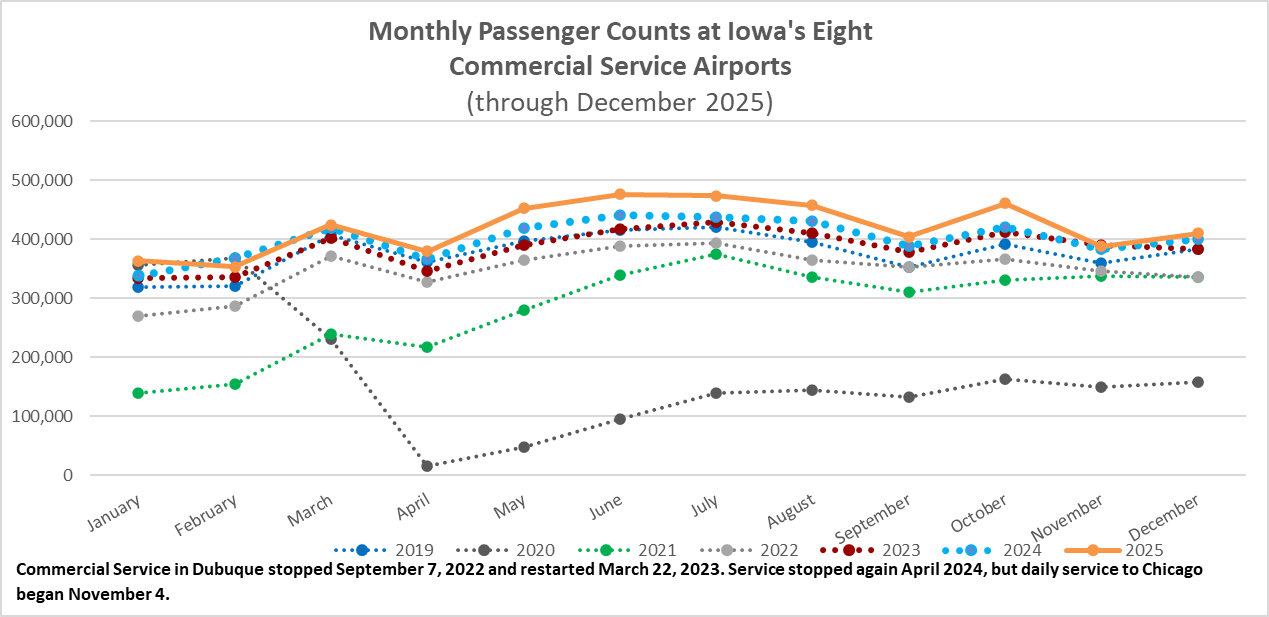 Monthly Passenger Counts at Iowa's Eight
Commercial Service Airports
(through December 2025)
600,000
500,000
400,000
300,000
200,000
100,000
0
January
February
March
April
May
June
July
August
September
October
November
December
2019
2020
2021
2022
2023
2024
2025
Commercial Service in Dubuque stopped September 7, 2022 and restarted March 22, 2023. Service stopped again April 2024, but daily service to Chicago
began November 4.